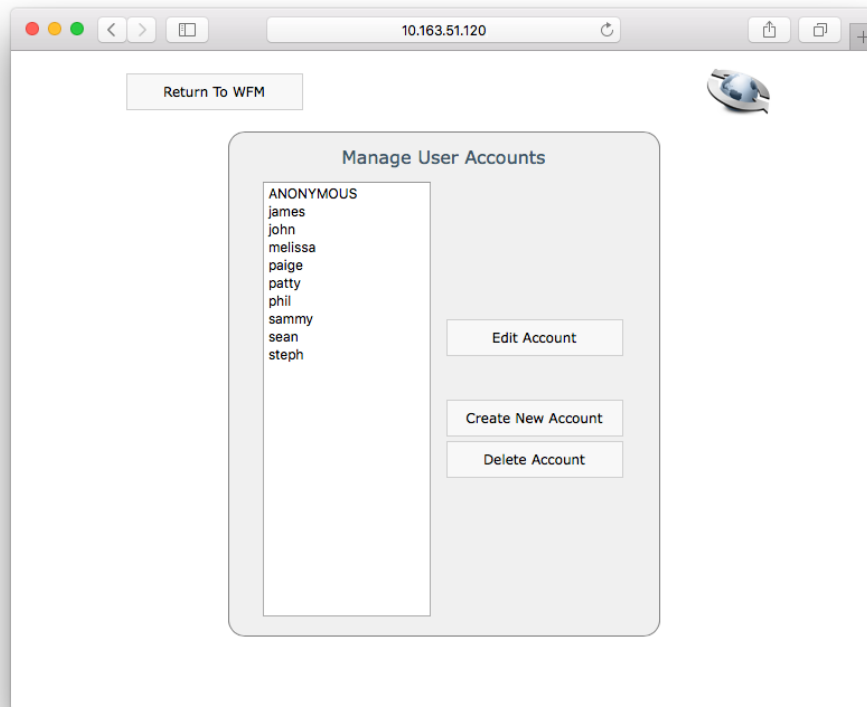 10.163.51.120
Return To WFM
Manage User Accounts
ANONYMOUS
james
john
melissa
paige
patty
phil
sammy
sean
steph
Edit Account
Create New Account
Delete Account